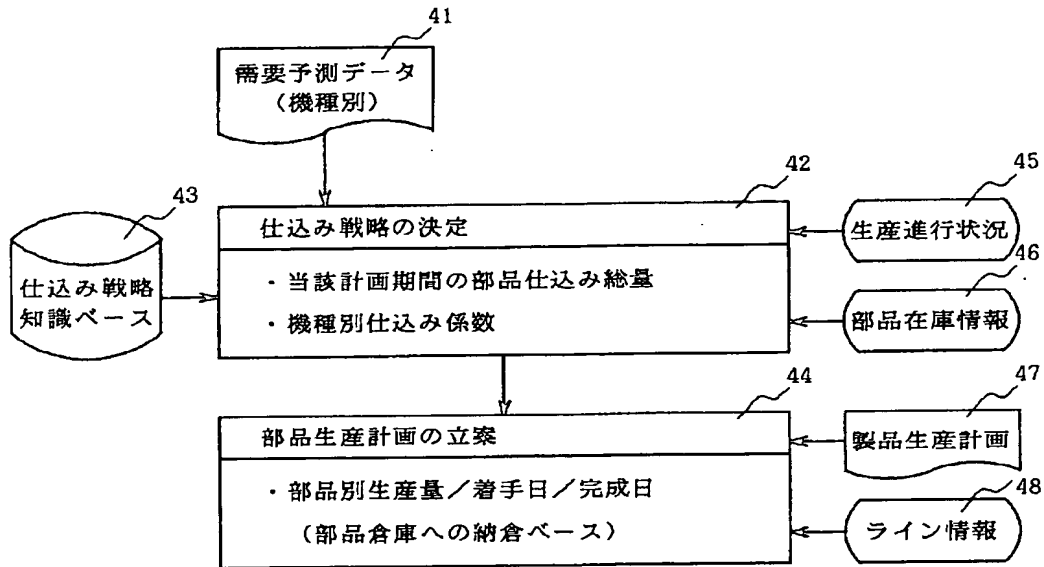 41
需要予測データ
（機種別）
43
42
45
仕込み戦略の決定
生産進行状況
仕込み戦略
知識ベース
・当該計画期間の部品仕込み総量
46
・機種別仕込み係数
部品在庫情報
44
47
部品生産計画の立案
製品生産計画
・部品別生産量／着手日／完成日
48
（部品倉庫への納倉ベース）
ライン情報